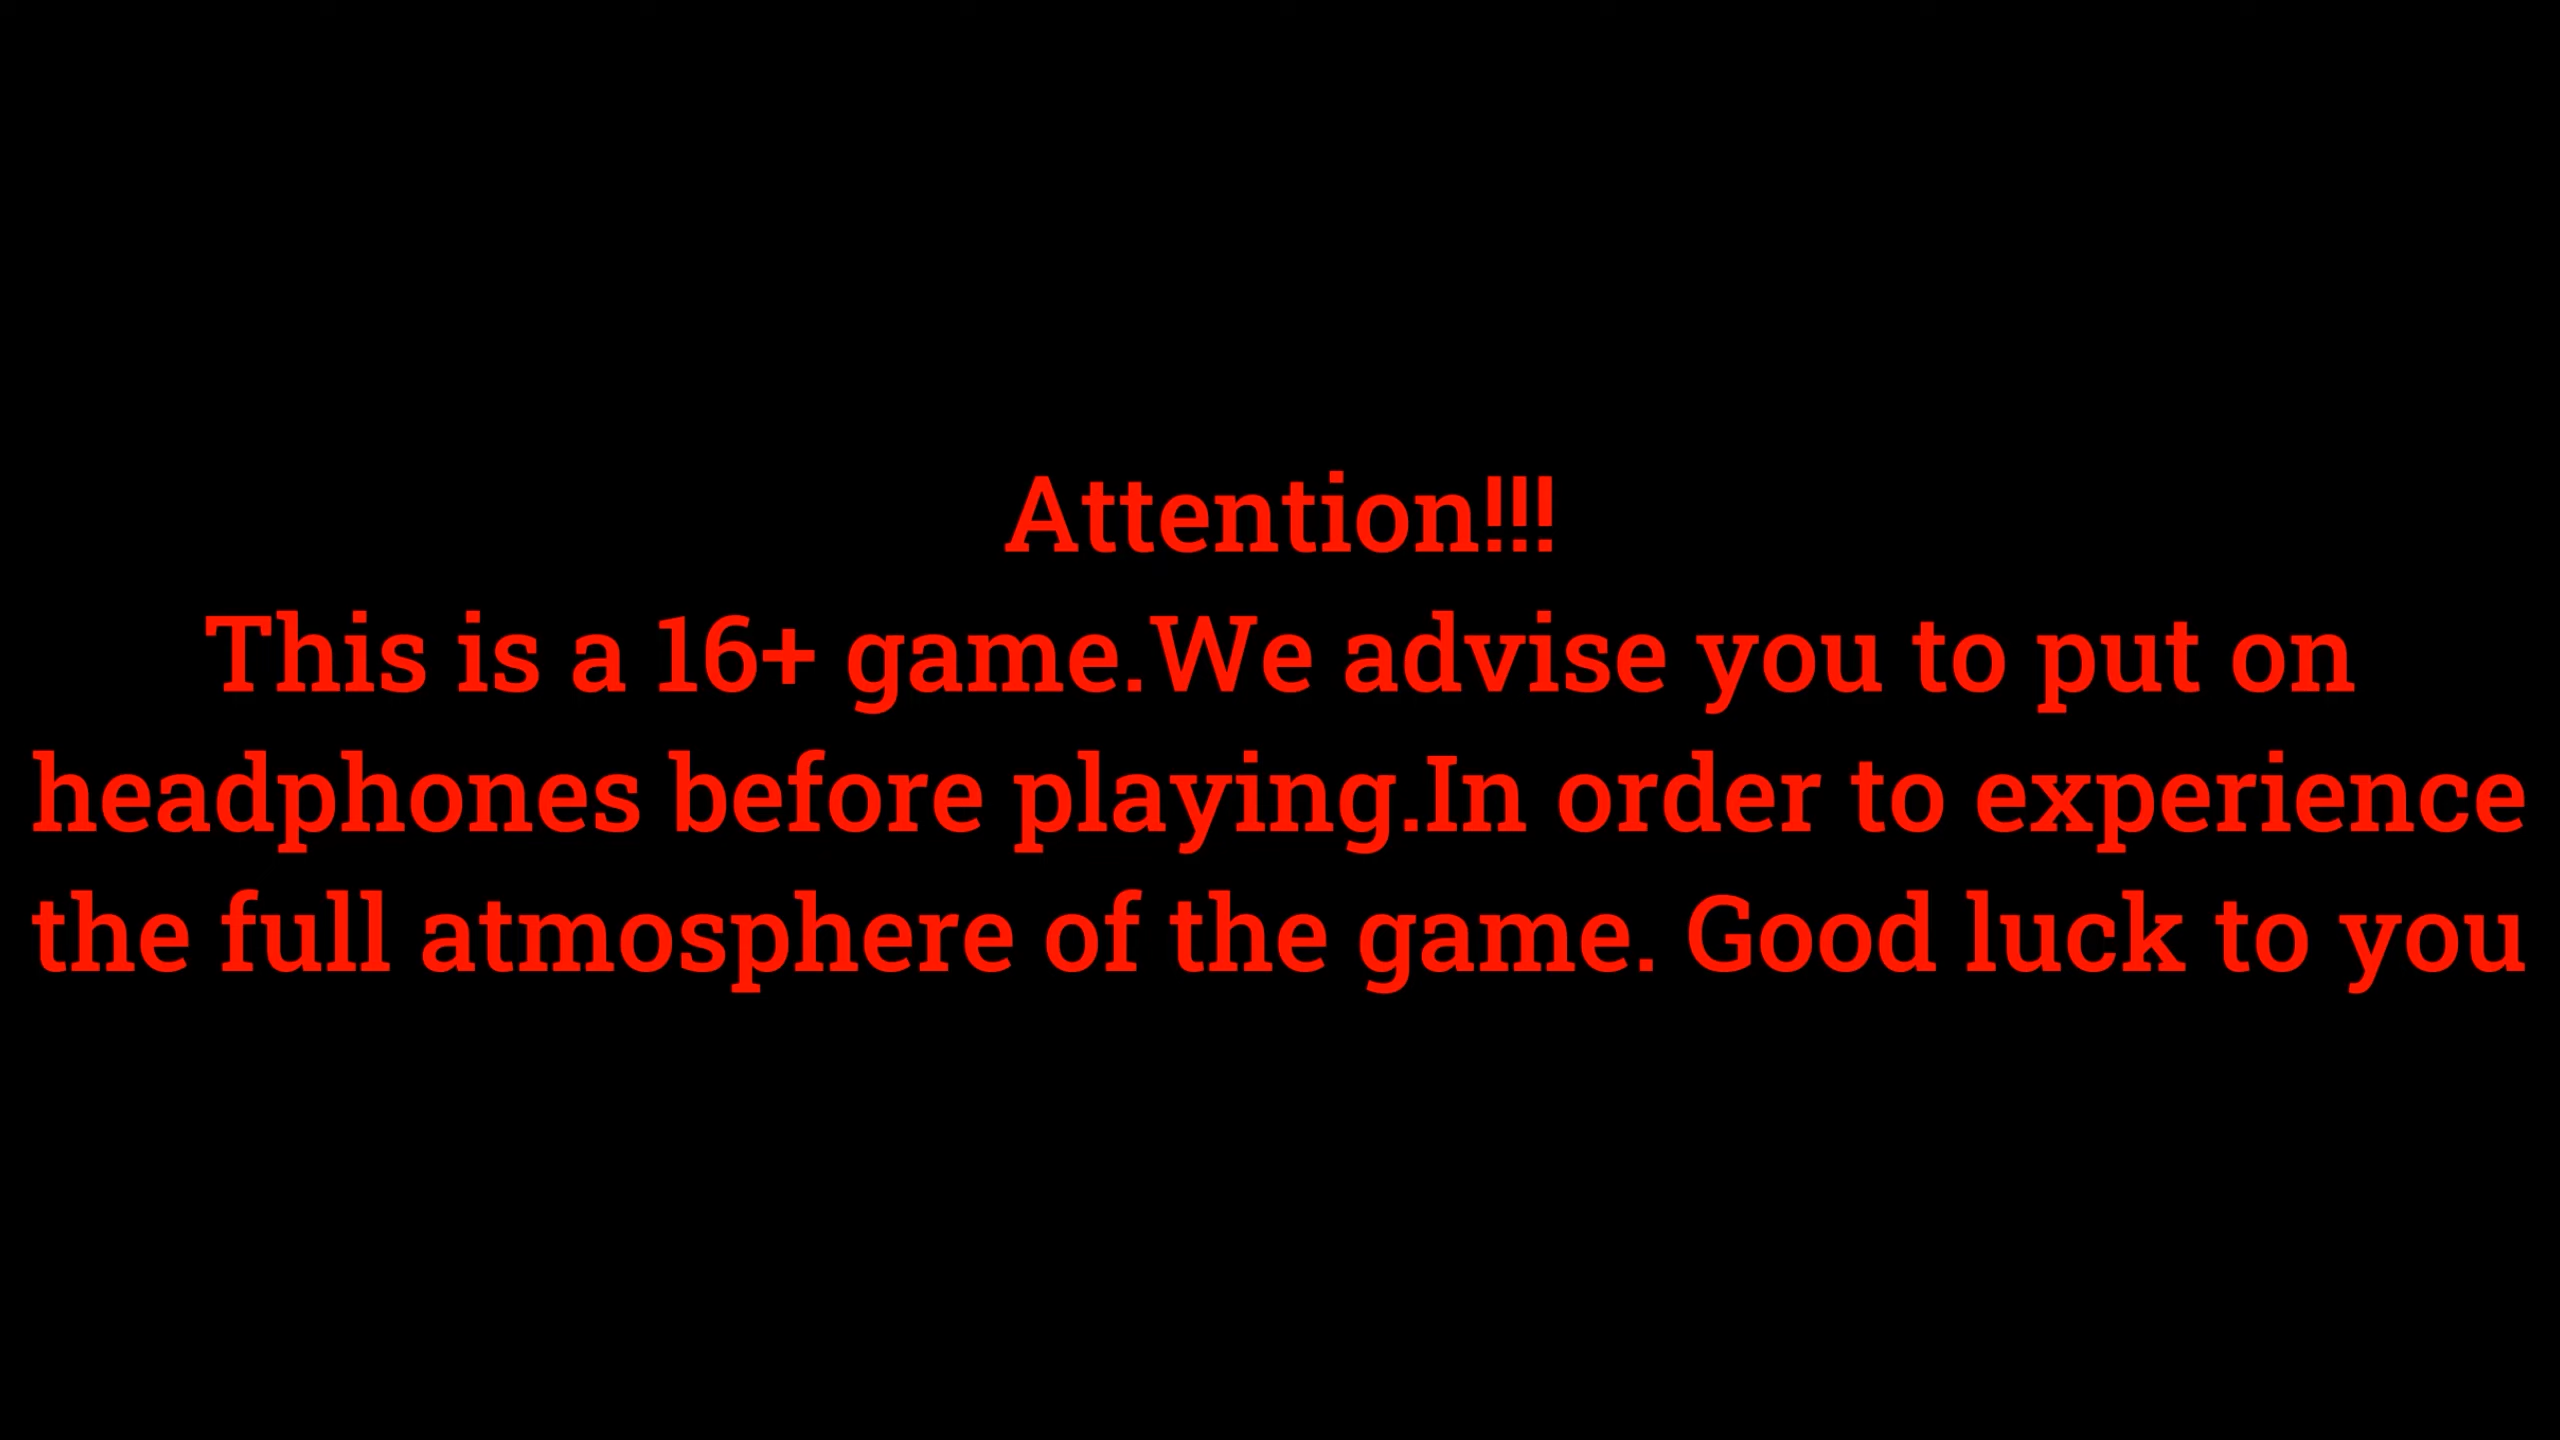 Attention!!!
This is a 16+ game.We advise you to put on
headphones before playing.In order to experience
the full atmosphere of the game. Good luck to you